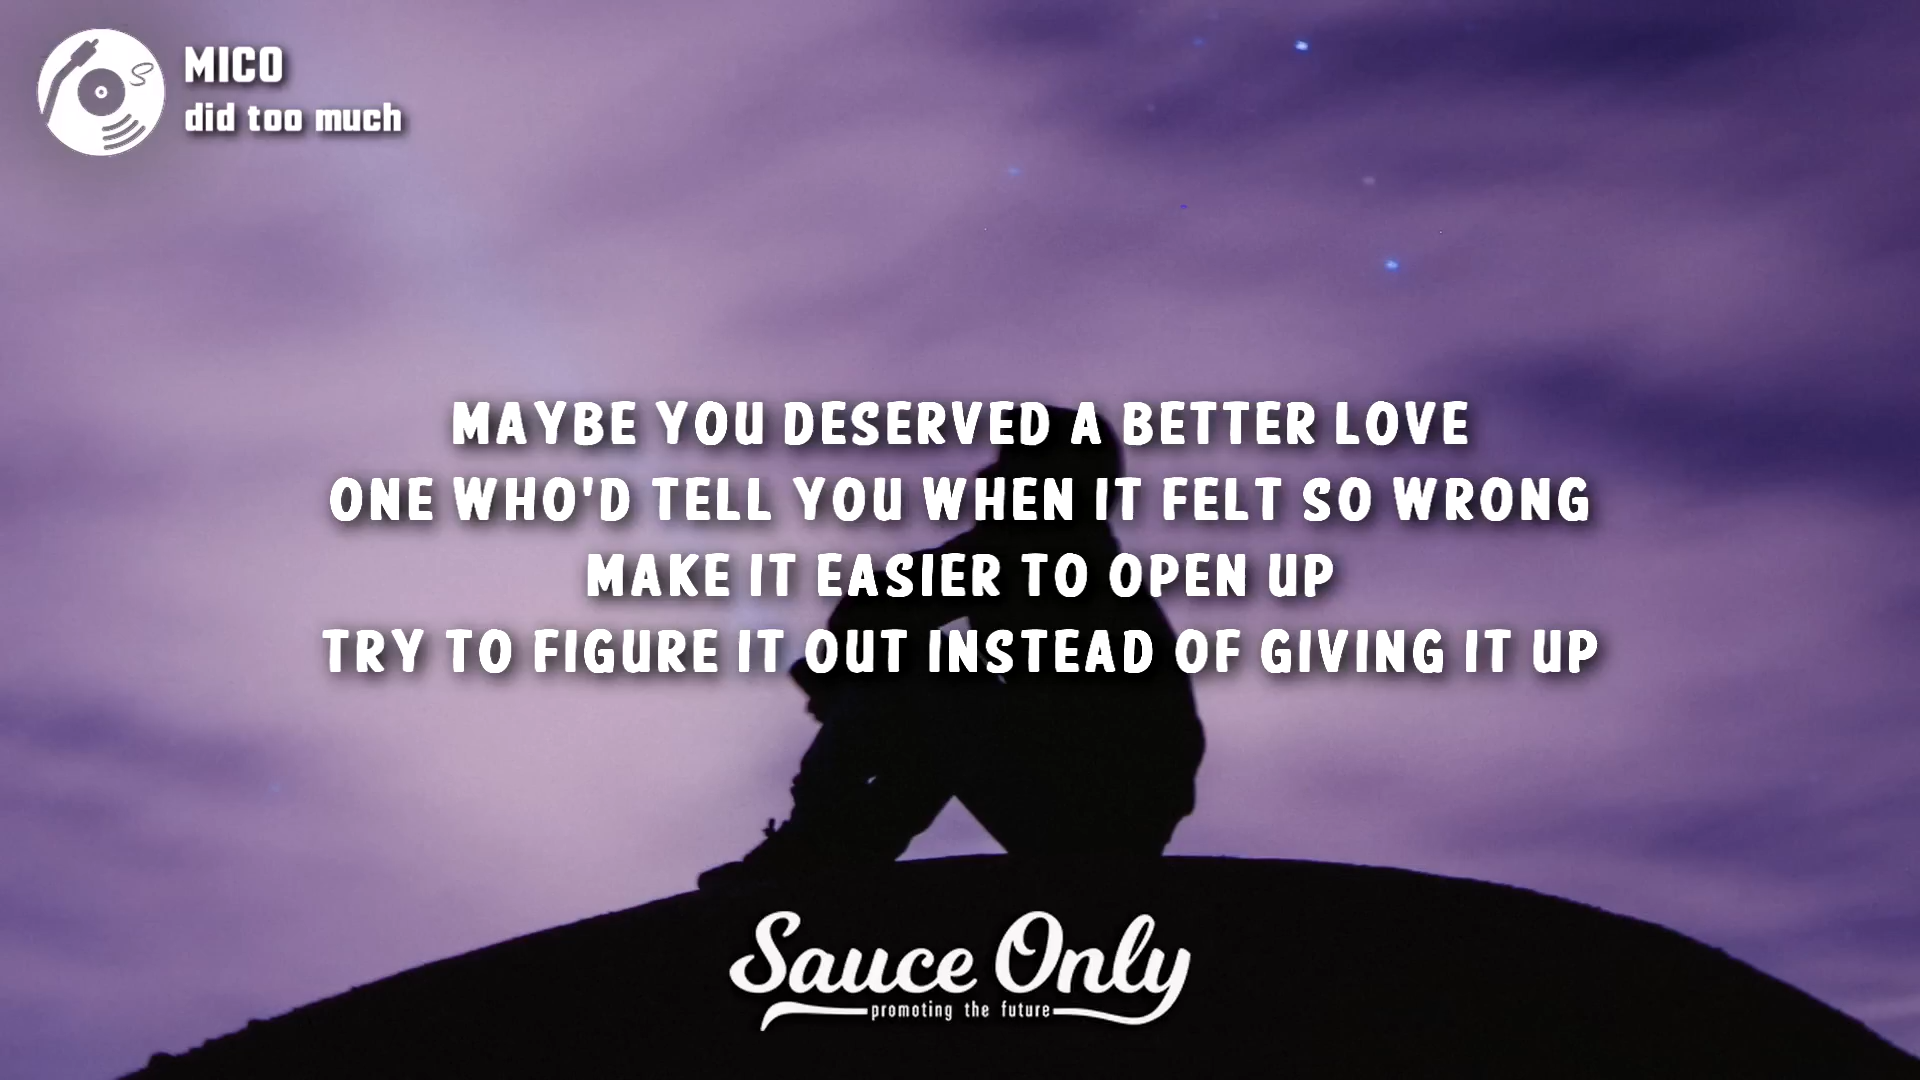 MICO
did too much
MAYBE YOU DESERVED A BETTER LOVE
ONE WHO'D TELL YOU WHEN IT FELT SO WRONG
MAKE IT EASIER TO OPEN UP
TRY TO FIGURE IT OUT INSTEAD OF GIVING IT UP
Sauce Only
promoting the future